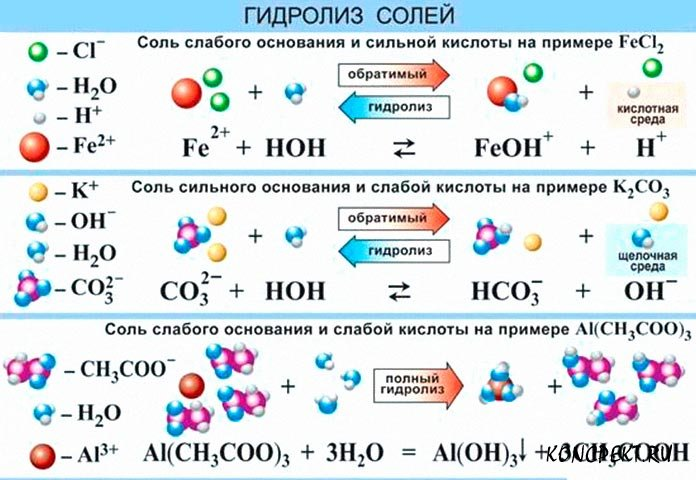 ГИДРОЛИЗ СОЛЕЙ
Соль слабого основания и сильной кислоты на примере FeCl₂
– Cl⁻
– H₂O
– H⁺
– Fe²⁺
+
обратимый
гидролиз
+
кислотная
среда
Fe²⁺ + HOH ⇄ FeOH⁺ + H⁺
Соль сильного основания и слабой кислоты на примере K₂CO₃
– K⁺
– OH⁻
– H₂O
– CO₃²⁻
+
обратимый
гидролиз
+
щелочная
среда
CO₃²⁻ + HOH ⇄ HCO₃⁻ + OH⁻
Соль слабого основания и слабой кислоты на примере Al(CH₃COO)₃
– CH₃COO⁻
– H₂O
– Al³⁺
+
полный
гидролиз
+
Al(CH₃COO)₃ + 3H₂O = Al(OH)₃↓ + 3CH₃COOH
KONCPEKT.RU